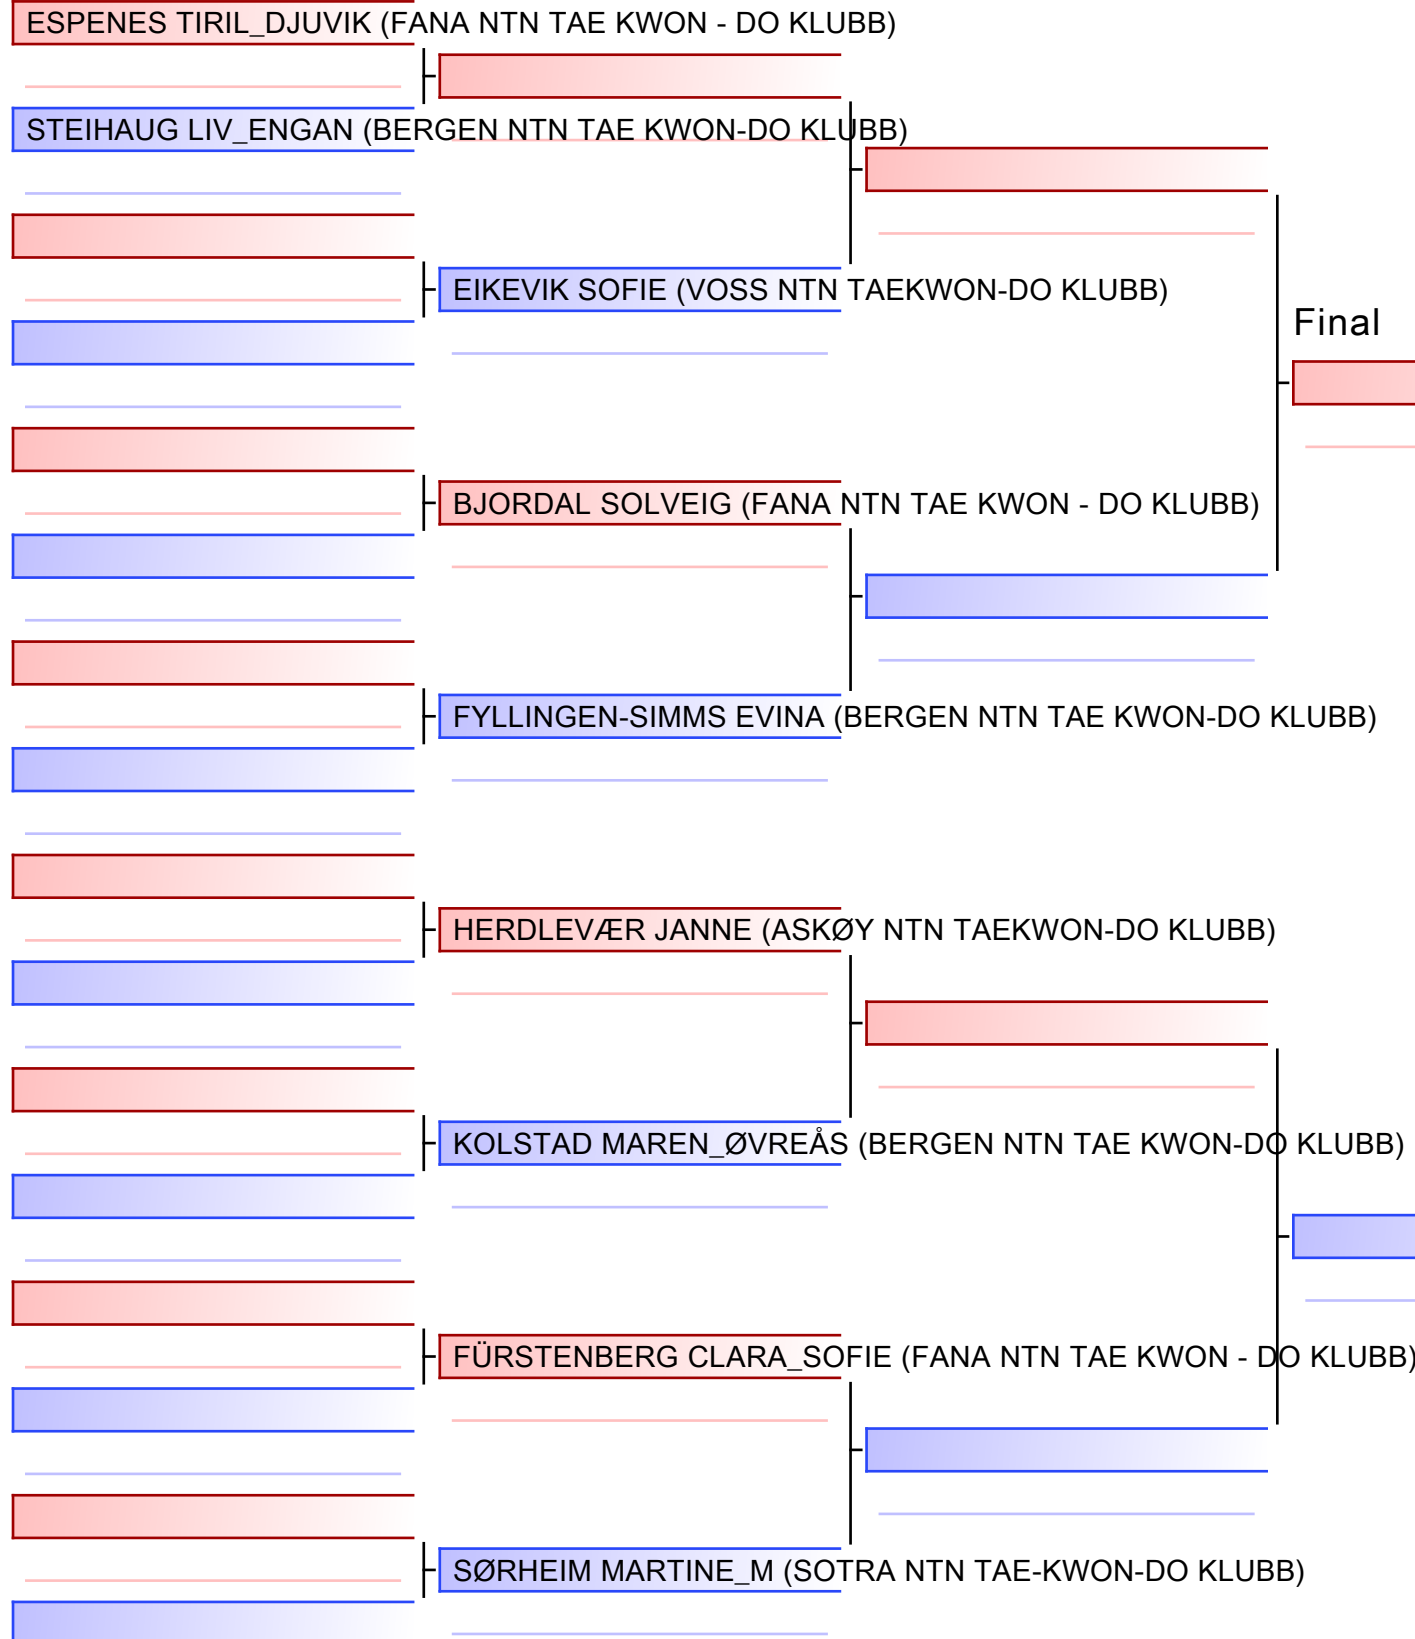 ESPENES TIRIL_DJUVIK (FANA NTN TAE KWON - DO KLUBB)
STEIHAUG LIV_ENGAN (BERGEN NTN TAE KWON-DO KLUBB)
EIKEVIK SOFIE (VOSS NTN TAEKWON-DO KLUBB)
Final
BJORDAL SOLVEIG (FANA NTN TAE KWON - DO KLUBB)
FYLLINGEN-SIMMS EVINA (BERGEN NTN TAE KWON-DO KLUBB)
HERDLEVÆR JANNE (ASKØY NTN TAEKWON-DO KLUBB)
KOLSTAD MAREN_ØVREÅS (BERGEN NTN TAE KWON-DO KLUBB)
FÜRSTENBERG CLARA_SOFIE (FANA NTN TAE KWON - DO KLUBB)
SØRHEIM MARTINE_M (SOTRA NTN TAE-KWON-DO KLUBB)